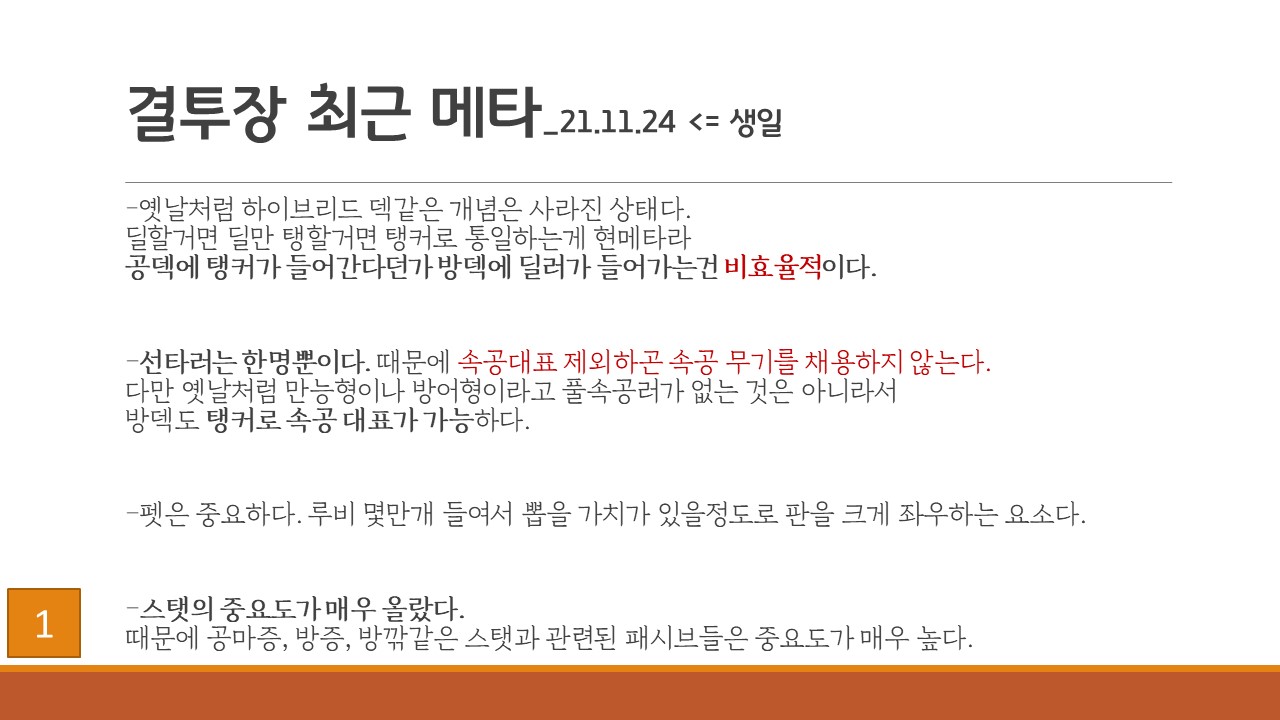 결투장 최근 메타_21.11.24 <= 생일
-옛날처럼 하이브리드 덱같은 개념은 사라진 상태다.
딜할거면 딜만 탱할거면 탱커로 통일하는게 현메타라
공덱에 탱커가 들어간다던가 방덱에 딜러가 들어가는건 비효율적이다.
-선타러는 한명뿐이다. 때문에 속공대표 제외하곤 속공 무기를 채용하지 않는다.
다만 옛날처럼 만능형이나 방어형이라고 풀속공러가 없는 것은 아니라서
방덱도 탱커로 속공 대표가 가능하다.
-펫은 중요하다. 루비 몇만개 들여서 뽑을 가치가 있을정도로 판을 크게 좌우하는 요소다.
-스탯의 중요도가 매우 올랐다.
때문에 공마증, 방증, 방깎같은 스탯과 관련된 패시브들은 중요도가 매우 높다.
1